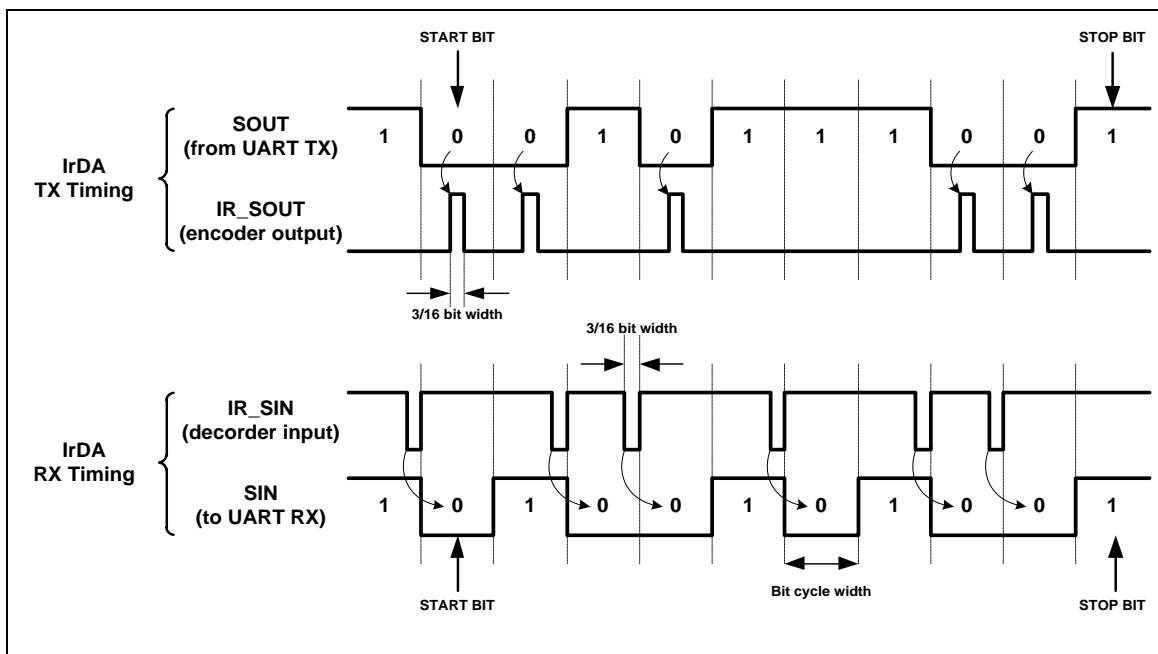 START BIT
STOP BIT
SOUT
(from UART TX)
1 0 0 1 0 1 1 1 0 0 1
IrDA
TX Timing
IR_SOUT
(encoder output)
3/16 bit width
3/16 bit width
IR_SIN
(decorder input)
IrDA
RX Timing
SIN
(to UART RX)
1 0 1 0 0 1 0 1 0 0 1
Bit cycle width
START BIT
STOP BIT